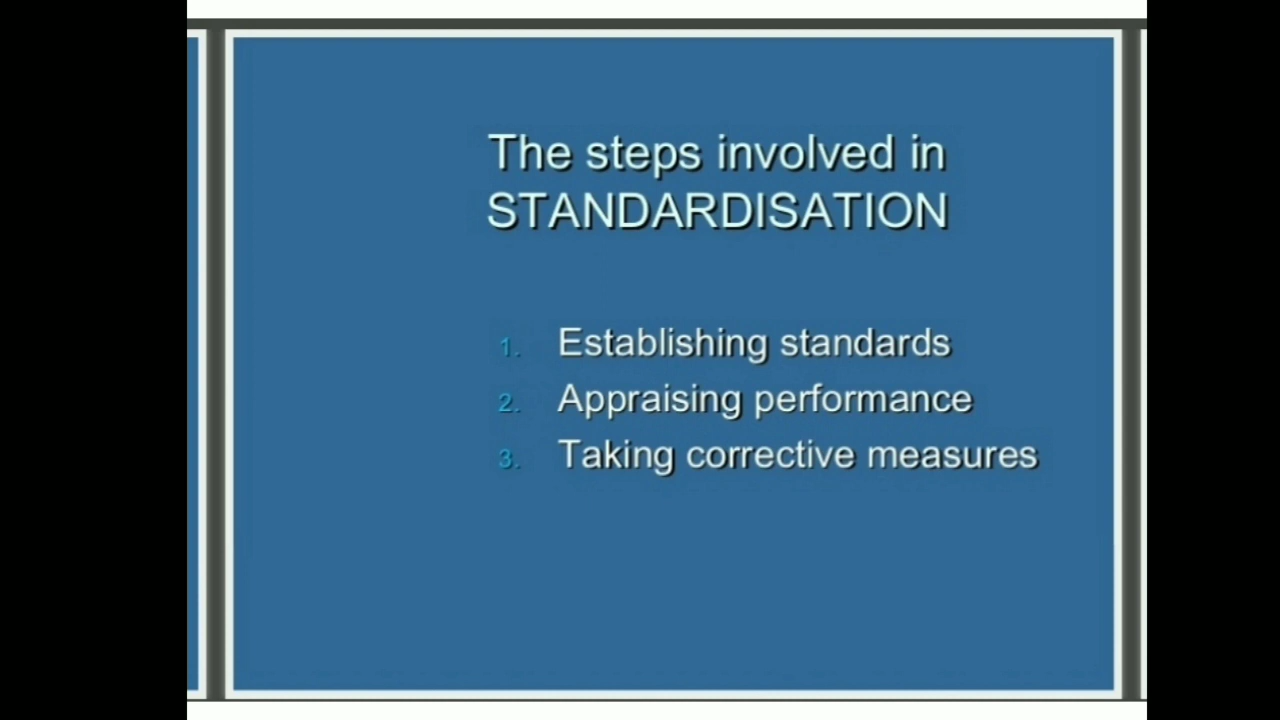 The steps involved in
STANDARDISATION
1. Establishing standards
2. Appraising performance
3. Taking corrective measures